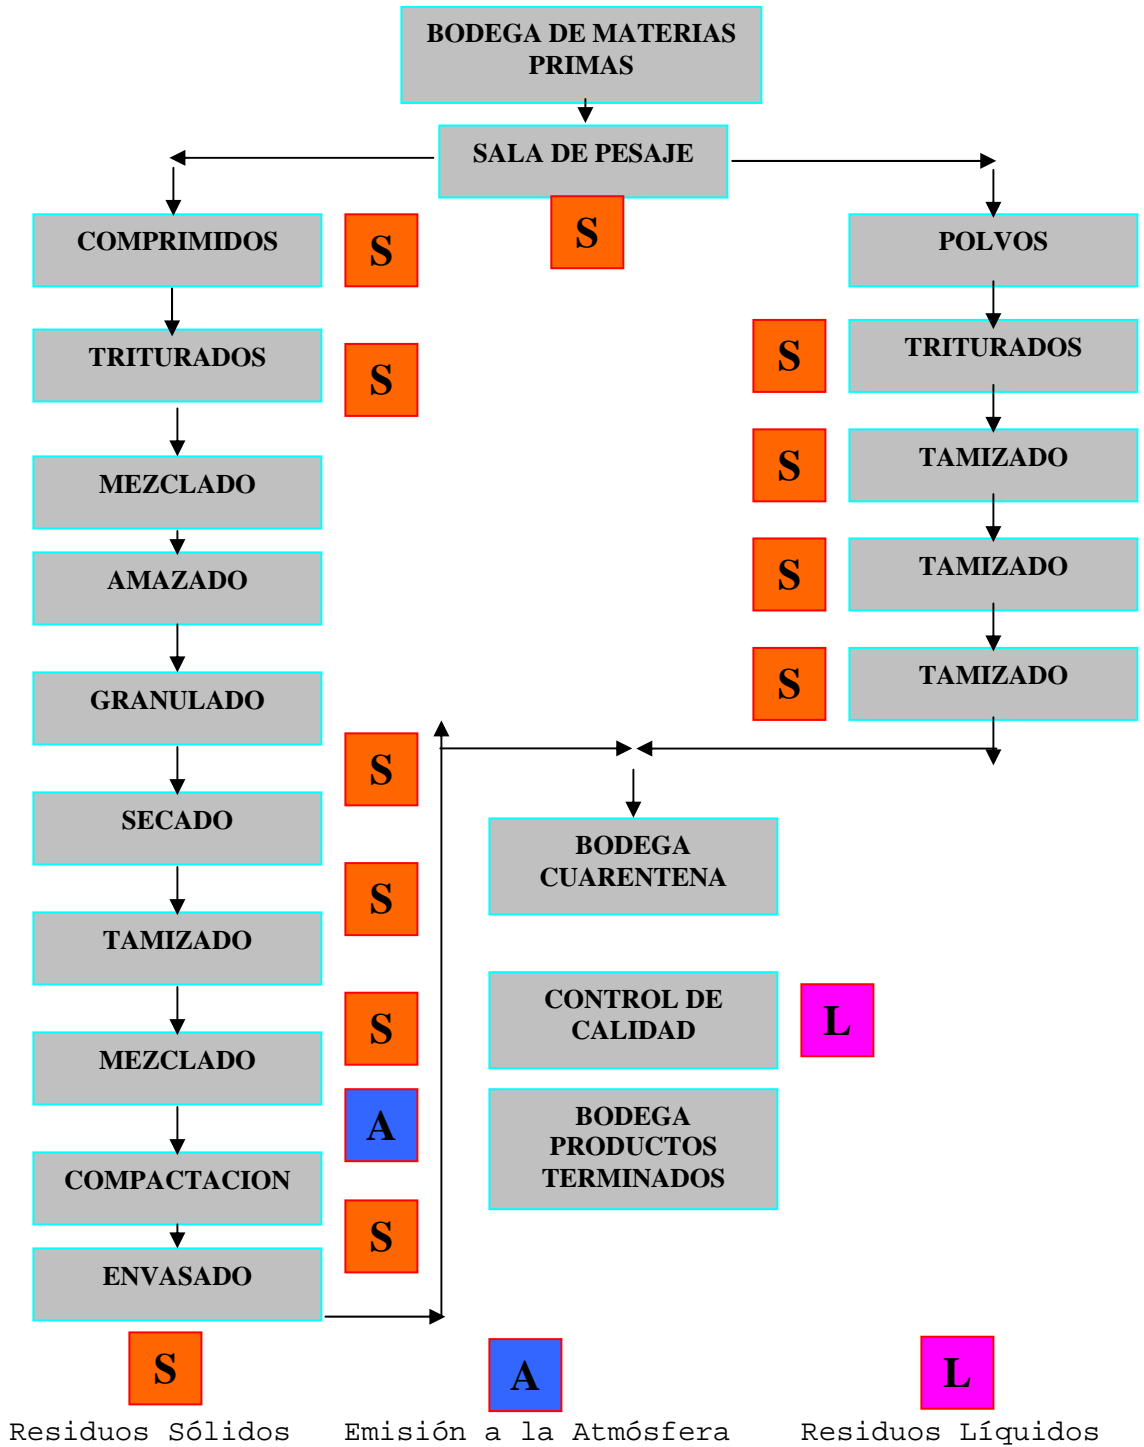 BODEGA DE MATERIAS
PRIMAS
SALA DE PESAJE
S
COMPRIMIDOS
S
POLVOS
TRITURADOS
S
S
TRITURADOS
MEZCLADO
S
TAMIZADO
AMAZADO
S
TAMIZADO
GRANULADO
S
TAMIZADO
S
SECADO
BODEGA
CUARENTENA
S
TAMIZADO
S
CONTROL DE
CALIDAD
L
MEZCLADO
A
BODEGA
PRODUCTOS
TERMINADOS
COMPACTACION
S
ENVASADO
S
A
L
Residuos Sólidos
Emisión a la Atmósfera
Residuos Líquidos